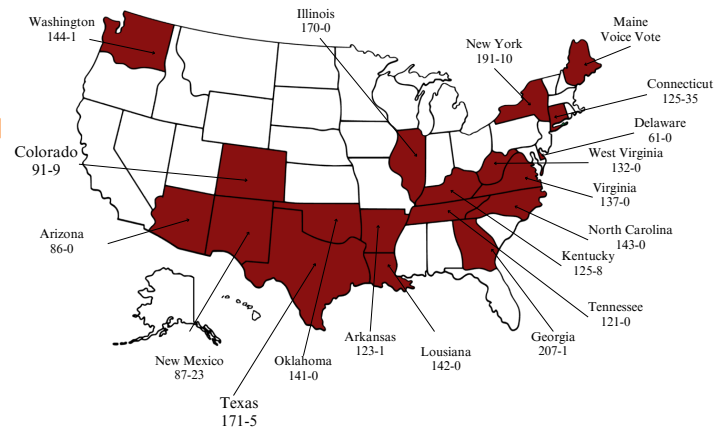 Washington
144-1
Illinois
170-0
New York
191-10
Maine
Voice Vote
Connecticut
125-35
Delaware
61-0
West Virginia
132-0
Virginia
137-0
North Carolina
143-0
Kentucky
125-8
Tennessee
121-0
Georgia
207-1
Lousiana
142-0
Arkansas
123-1
Oklahoma
141-0
Texas
171-5
New Mexico
87-23
Arizona
86-0
Colorado
91-9